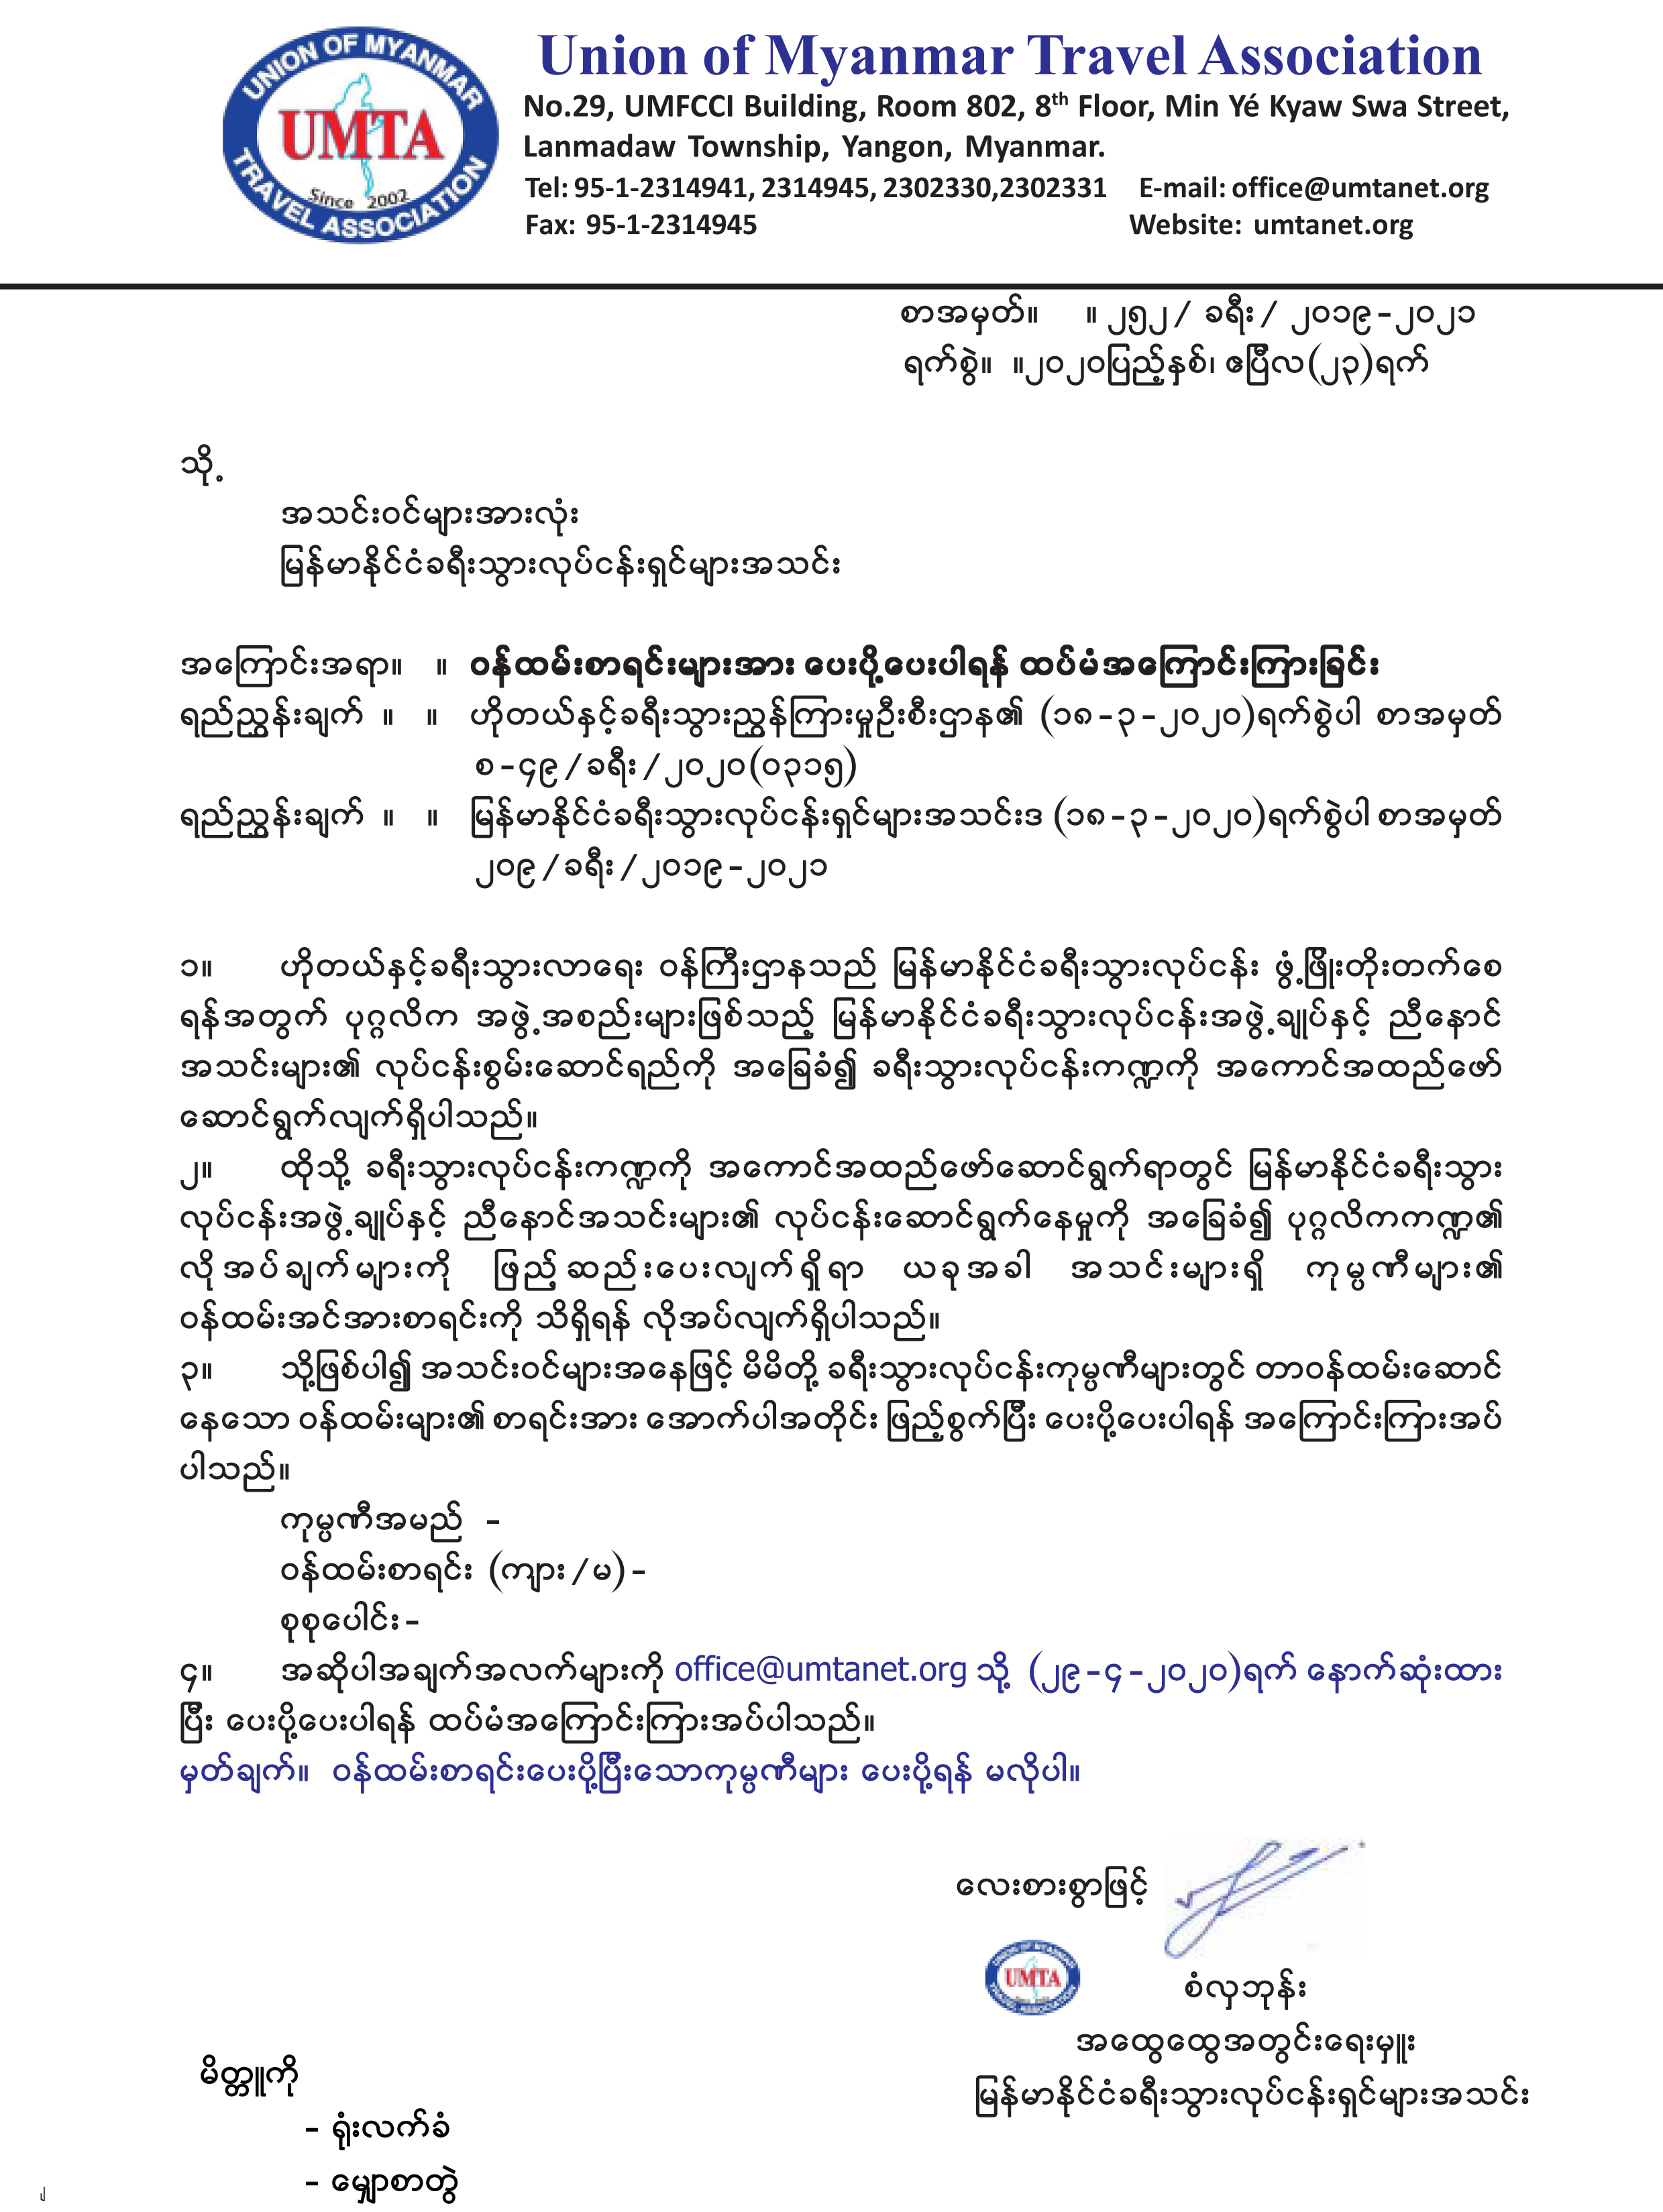 UNION OF MYANMAR
UMTA
Since 2002
TRAVEL ASSOCIATION
Union of Myanmar Travel Association
No.29, UMFCCI Building, Room 802, 8th Floor, Min Yé Kyaw Swa Street,
Lanmadaw Township, Yangon, Myanmar.
Tel: 95-1-2314941, 2314945, 2302330,2302331 E-mail: office@umtanet.org
Fax: 95-1-2314945 Website: umtanet.org
စာအမှတ်။ ။ ၂၅၂ / ခရီး / ၂၀၁၉-၂၀၂၁
ရက်စွဲ။ ။၂၀၂၀ပြည့်နှစ်၊ ဧပြီလ(၂၃)ရက်
သို့
အသင်းဝင်များအားလုံး
မြန်မာနိုင်ငံခရီးသွားလုပ်ငန်းရှင်များအသင်း
အကြောင်းအရာ။ ။ ဝန်ထမ်းစာရင်းများအား ပေးပို့ပေးပါရန် ထပ်မံအကြောင်းကြားခြင်း
ရည်ညွှန်းချက် ။ ။ ဟိုတယ်နှင့်ခရီးသွားညွှန်ကြားမှုဦးစီးဌာန၏ (၁၈-၃-၂၀၂၀)ရက်စွဲပါ စာအမှတ်
စ-၄၉/ခရီး/၂၀၂၀(၀၃၁၅)
ရည်ညွှန်းချက် ။ ။ မြန်မာနိုင်ငံခရီးသွားလုပ်ငန်းရှင်များအသင်းဒ (၁၈-၃-၂၀၂၀)ရက်စွဲပါ စာအမှတ်
၂၀၉/ခရီး/၂၀၁၉-၂၀၂၁
၁။ ဟိုတယ်နှင့်ခရီးသွားလာရေး ဝန်ကြီးဌာနသည် မြန်မာနိုင်ငံခရီးသွားလုပ်ငန်း ဖွံ့ဖြိုးတိုးတက်စေ
ရန်အတွက် ပုဂ္ဂလိက အဖွဲ့အစည်းများဖြစ်သည့် မြန်မာနိုင်ငံခရီးသွားလုပ်ငန်းအဖွဲ့ချုပ်နှင့် ညီနောင်
အသင်းများ၏ လုပ်ငန်းစွမ်းဆောင်ရည်ကို အခြေခံ၍ ခရီးသွားလုပ်ငန်းကဏ္ဍကို အကောင်အထည်ဖော်
ဆောင်ရွက်လျက်ရှိပါသည်။
၂။ ထိုသို့ ခရီးသွားလုပ်ငန်းကဏ္ဍကို အကောင်အထည်ဖော်ဆောင်ရွက်ရာတွင် မြန်မာနိုင်ငံခရီးသွား
လုပ်ငန်းအဖွဲ့ချုပ်နှင့် ညီနောင်အသင်းများ၏ လုပ်ငန်းဆောင်ရွက်နေမှုကို အခြေခံ၍ ပုဂ္ဂလိကကဏ္ဍ၏
လိုအပ်ချက်များကို ဖြည့်ဆည်းပေးလျက်ရှိရာ ယခုအခါ အသင်းများရှိ ကုမ္ပဏီများ၏
ဝန်ထမ်းအင်အားစာရင်းကို သိရှိရန် လိုအပ်လျက်ရှိပါသည်။
၃။ သို့ဖြစ်ပါ၍ အသင်းဝင်များအနေဖြင့် မိမိတို့ ခရီးသွားလုပ်ငန်းကုမ္ပဏီများတွင် တာဝန်ထမ်းဆောင်
နေသော ဝန်ထမ်းများ၏ စာရင်းအား အောက်ပါအတိုင်း ဖြည့်စွက်ပြီး ပေးပို့ပေးပါရန် အကြောင်းကြားအပ်
ပါသည်။
ကုမ္ပဏီအမည် -
ဝန်ထမ်းစာရင်း (ကျား/မ)-
စုစုပေါင်း-
၄။ အဆိုပါအချက်အလက်များကို office@umtanet.org သို့ (၂၉-၄-၂၀၂၀)ရက် နောက်ဆုံးထား
ပြီး ပေးပို့ပေးပါရန် ထပ်မံအကြောင်းကြားအပ်ပါသည်။
မှတ်ချက်။ ဝန်ထမ်းစာရင်းပေးပို့ပြီးသောကုမ္ပဏီများ ပေးပို့ရန် မလိုပါ။
လေးစားစွာဖြင့်
UMTA
စံလှဘုန်း
အထွေထွေအတွင်းရေးမှူး
မြန်မာနိုင်ငံခရီးသွားလုပ်ငန်းရှင်များအသင်း
မိတ္တူကို
- ရုံးလက်ခံ
- မျှောစာတွဲ